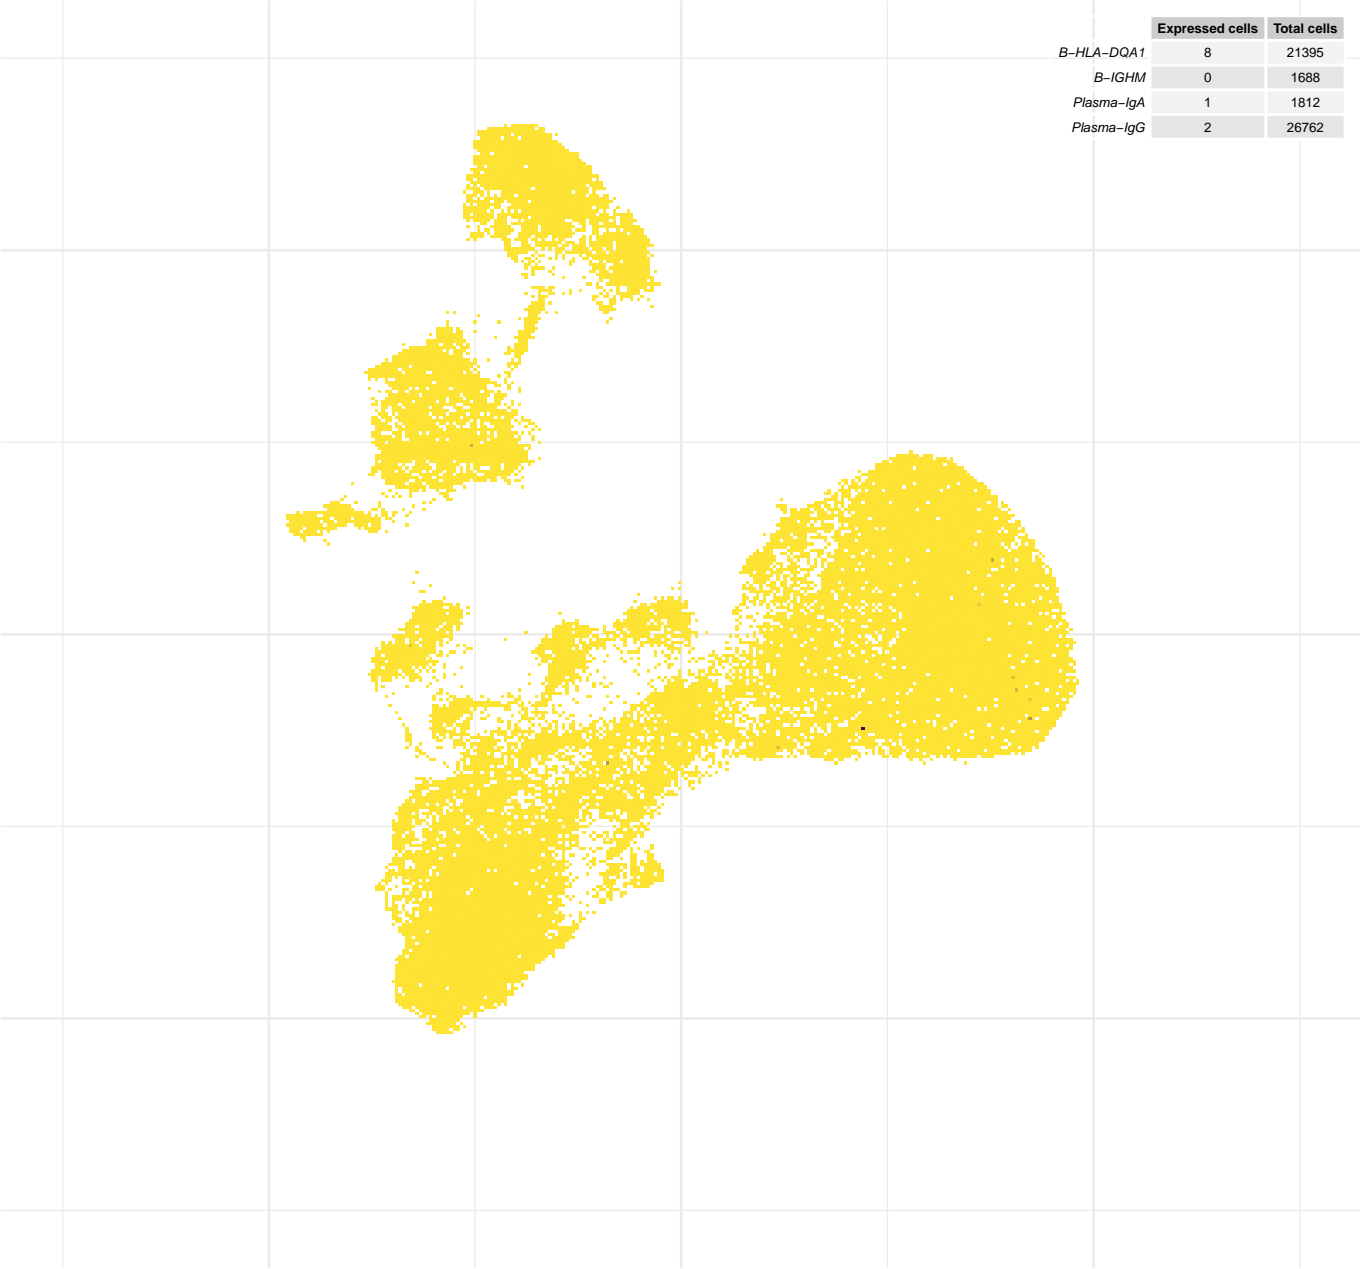 Expressed cells Total cells
B−HLA−DQA1 8 21395
B−IGHM 0 1688
Plasma−IgA 1 1812
Plasma−IgG 2 26762